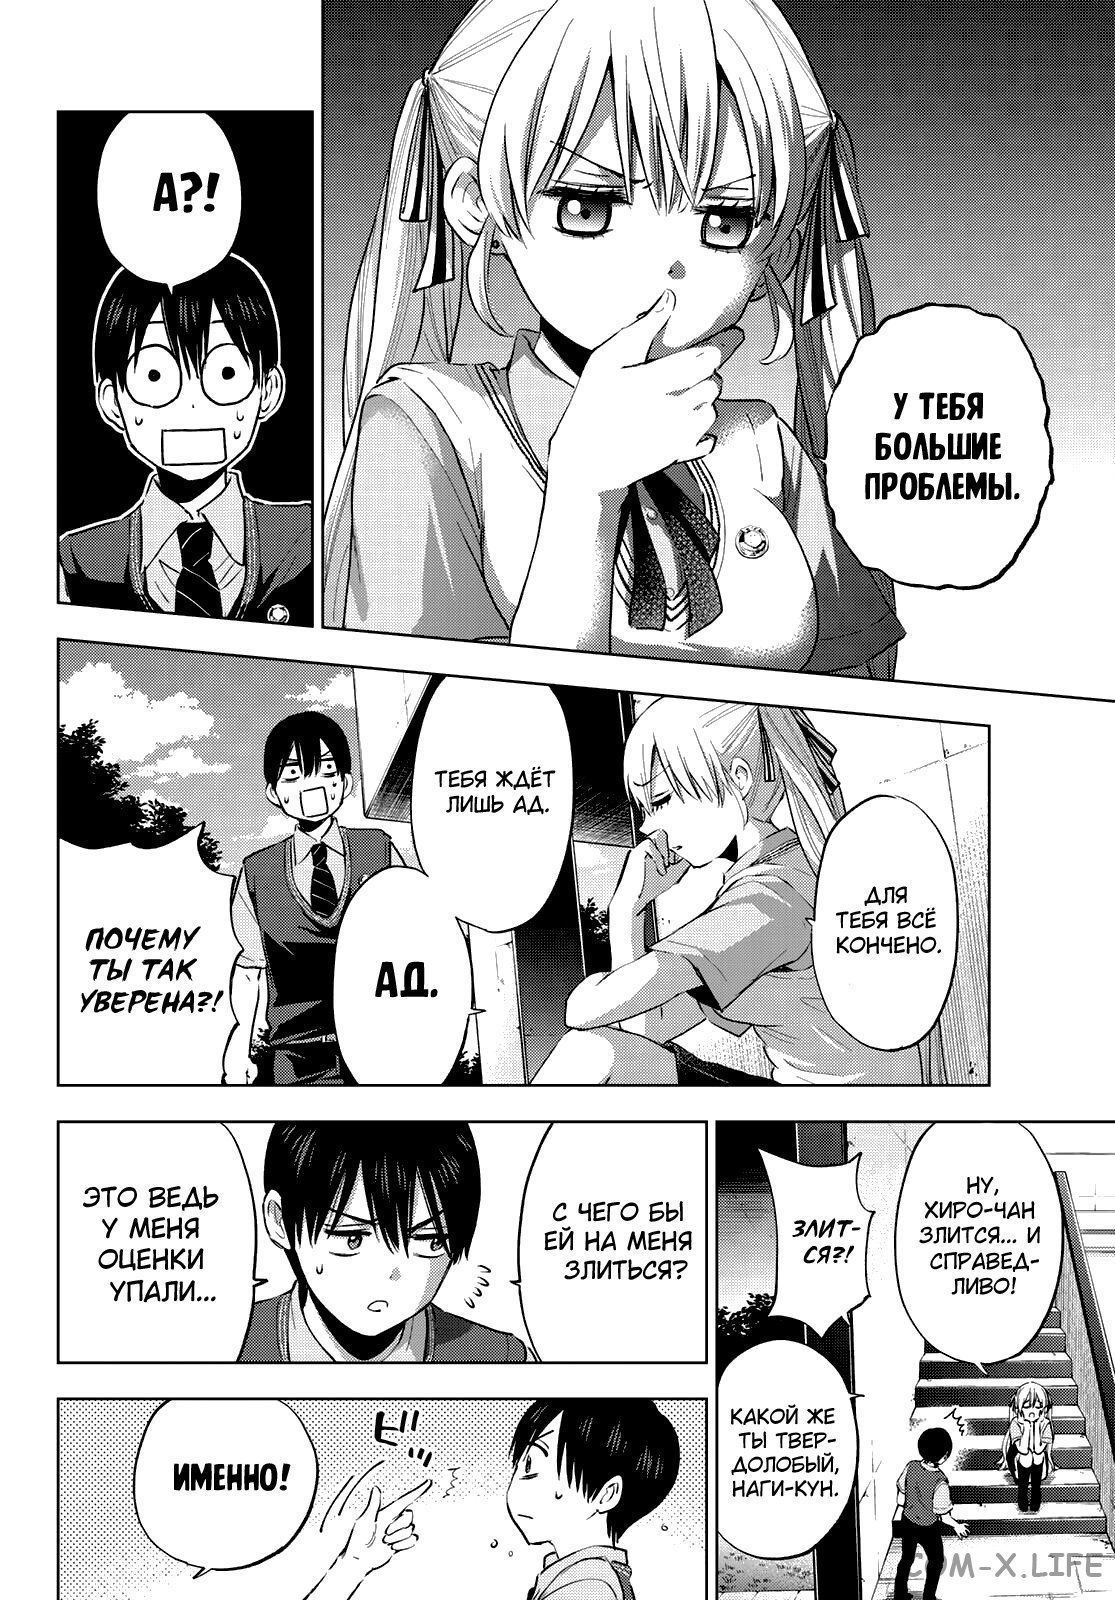 У ТЕБЯ
БОЛЬШИЕ
ПРОБЛЕМЫ.
А?!
ДЛЯ
ТЕБЯ ВСЁ
КОНЧЕНО.
ТЕБЯ ЖДЁТ
ЛИШЬ АД.
АД.
ПОЧЕМУ
ТЫ ТАК
УВЕРЕНА?!
НУ,
ХИРО-ЧАН
ЗЛИТСЯ... И
СПРАВЕД-
ЛИВО!
ЗЛИТ-
СЯ?!
КАКОЙ ЖЕ
ТЫ ТВЕР-
ДОЛОБЫЙ,
НАГИ-КУН.
С ЧЕГО БЫ
ЕЙ НА МЕНЯ
ЗЛИТЬСЯ?
ЭТО ВЕДЬ
У МЕНЯ
ОЦЕНКИ
УПАЛИ...
ビッ
ИМЕННО!
COM-X.LIFE